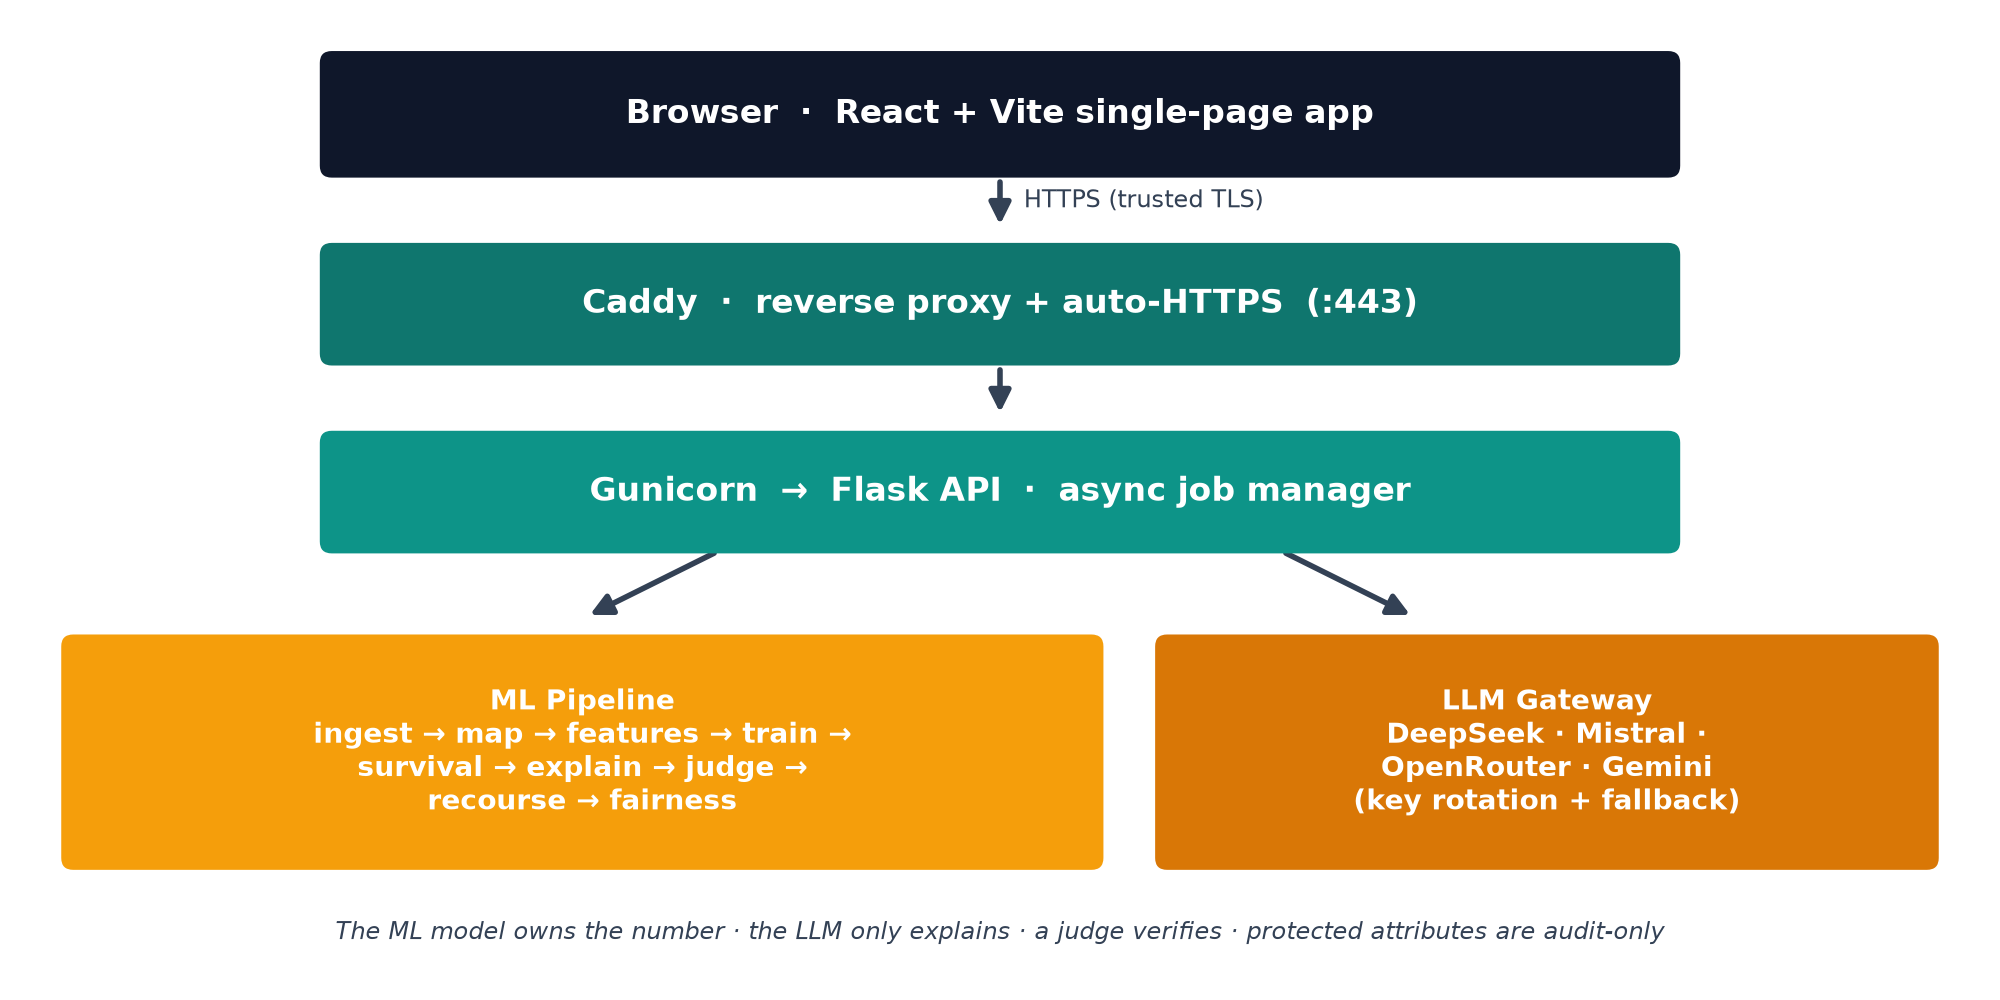 Browser · React + Vite single-page app
HTTPS (trusted TLS)
Caddy · reverse proxy + auto-HTTPS (:443)
Gunicorn → Flask API · async job manager
ML Pipeline
ingest → map → features → train →
survival → explain → judge →
recourse → fairness
LLM Gateway
DeepSeek · Mistral ·
OpenRouter · Gemini
(key rotation + fallback)
The ML model owns the number · the LLM only explains · a judge verifies · protected attributes are audit-only